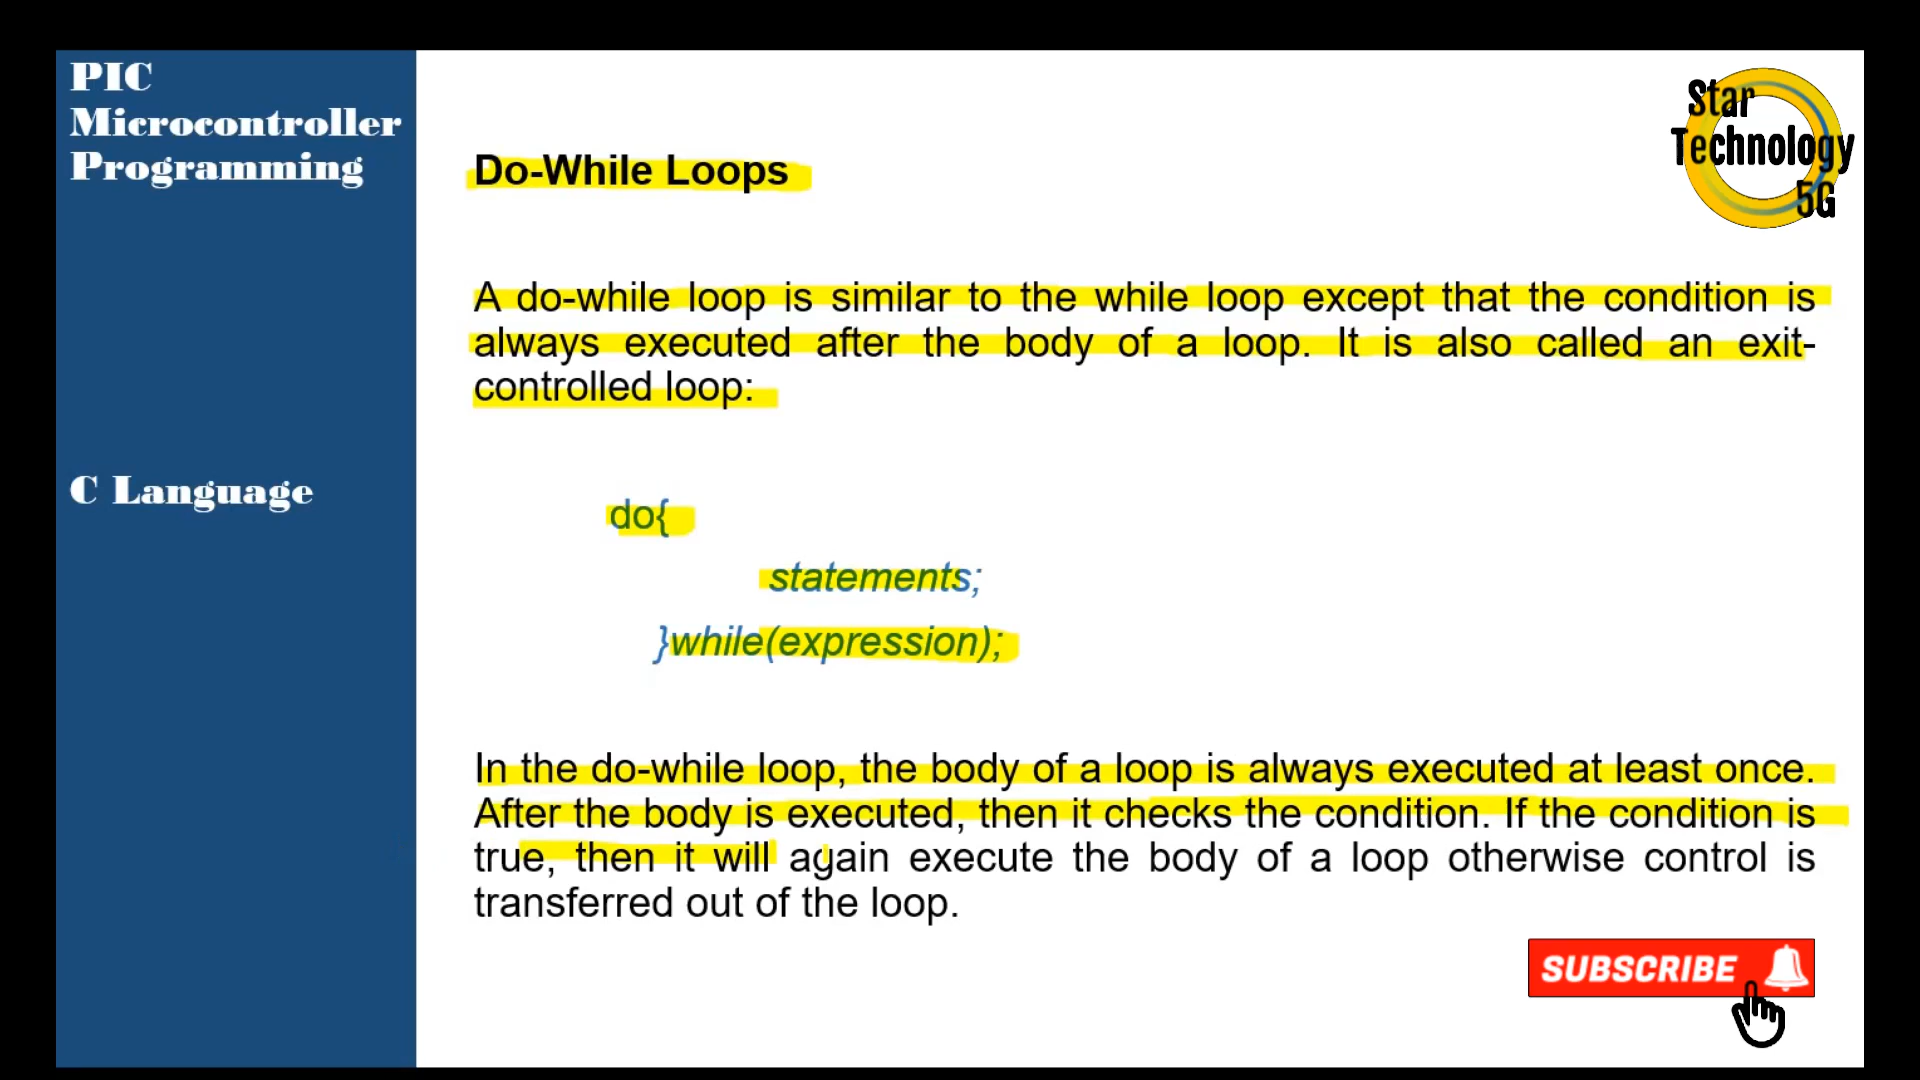 PIC
Microcontroller
Programming
C Language
Star
Technology
5G
Do-While Loops
A do-while loop is similar to the while loop except that the condition is
always executed after the body of a loop. It is also called an exit-
controlled loop:
do{
statements;
}while(expression);
In the do-while loop, the body of a loop is always executed at least once.
After the body is executed, then it checks the condition. If the condition is
true, then it will again execute the body of a loop otherwise control is
transferred out of the loop.
SUBSCRIBE